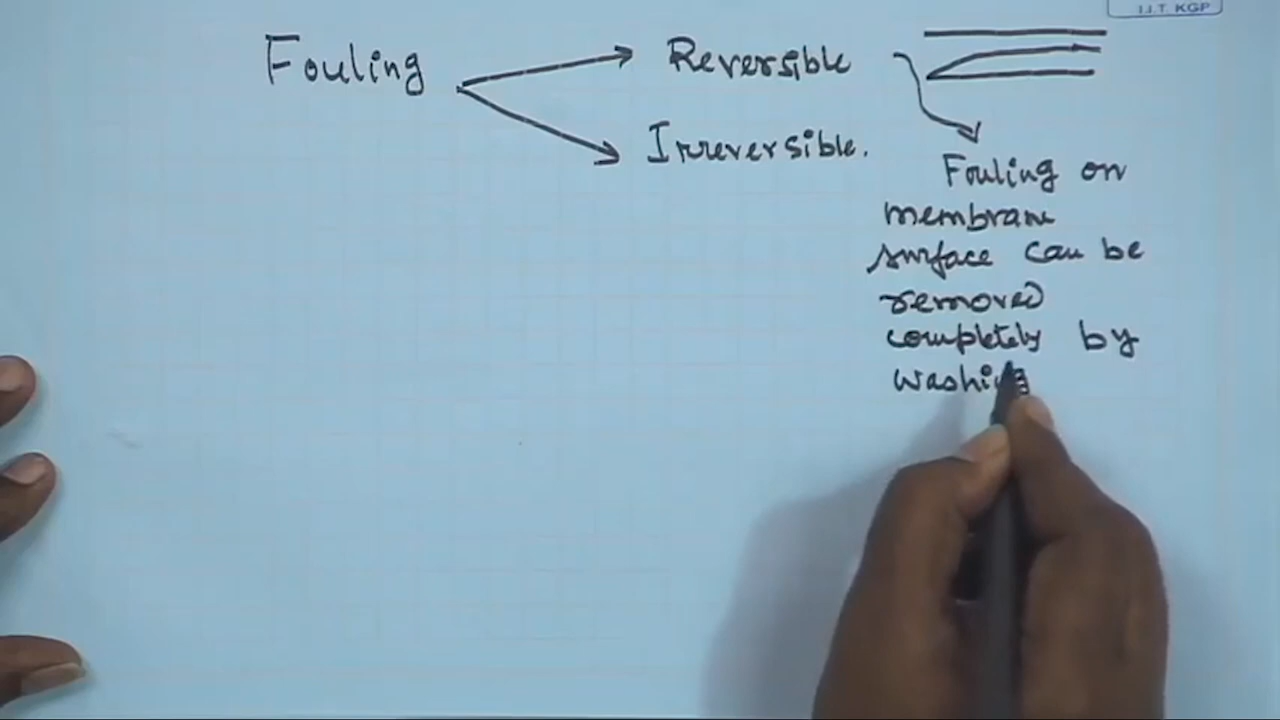 I.I.T. KGP
Fouling
Reversible
Irreversible.
Fouling on
membrane
surface can be
removed
completely by
washing